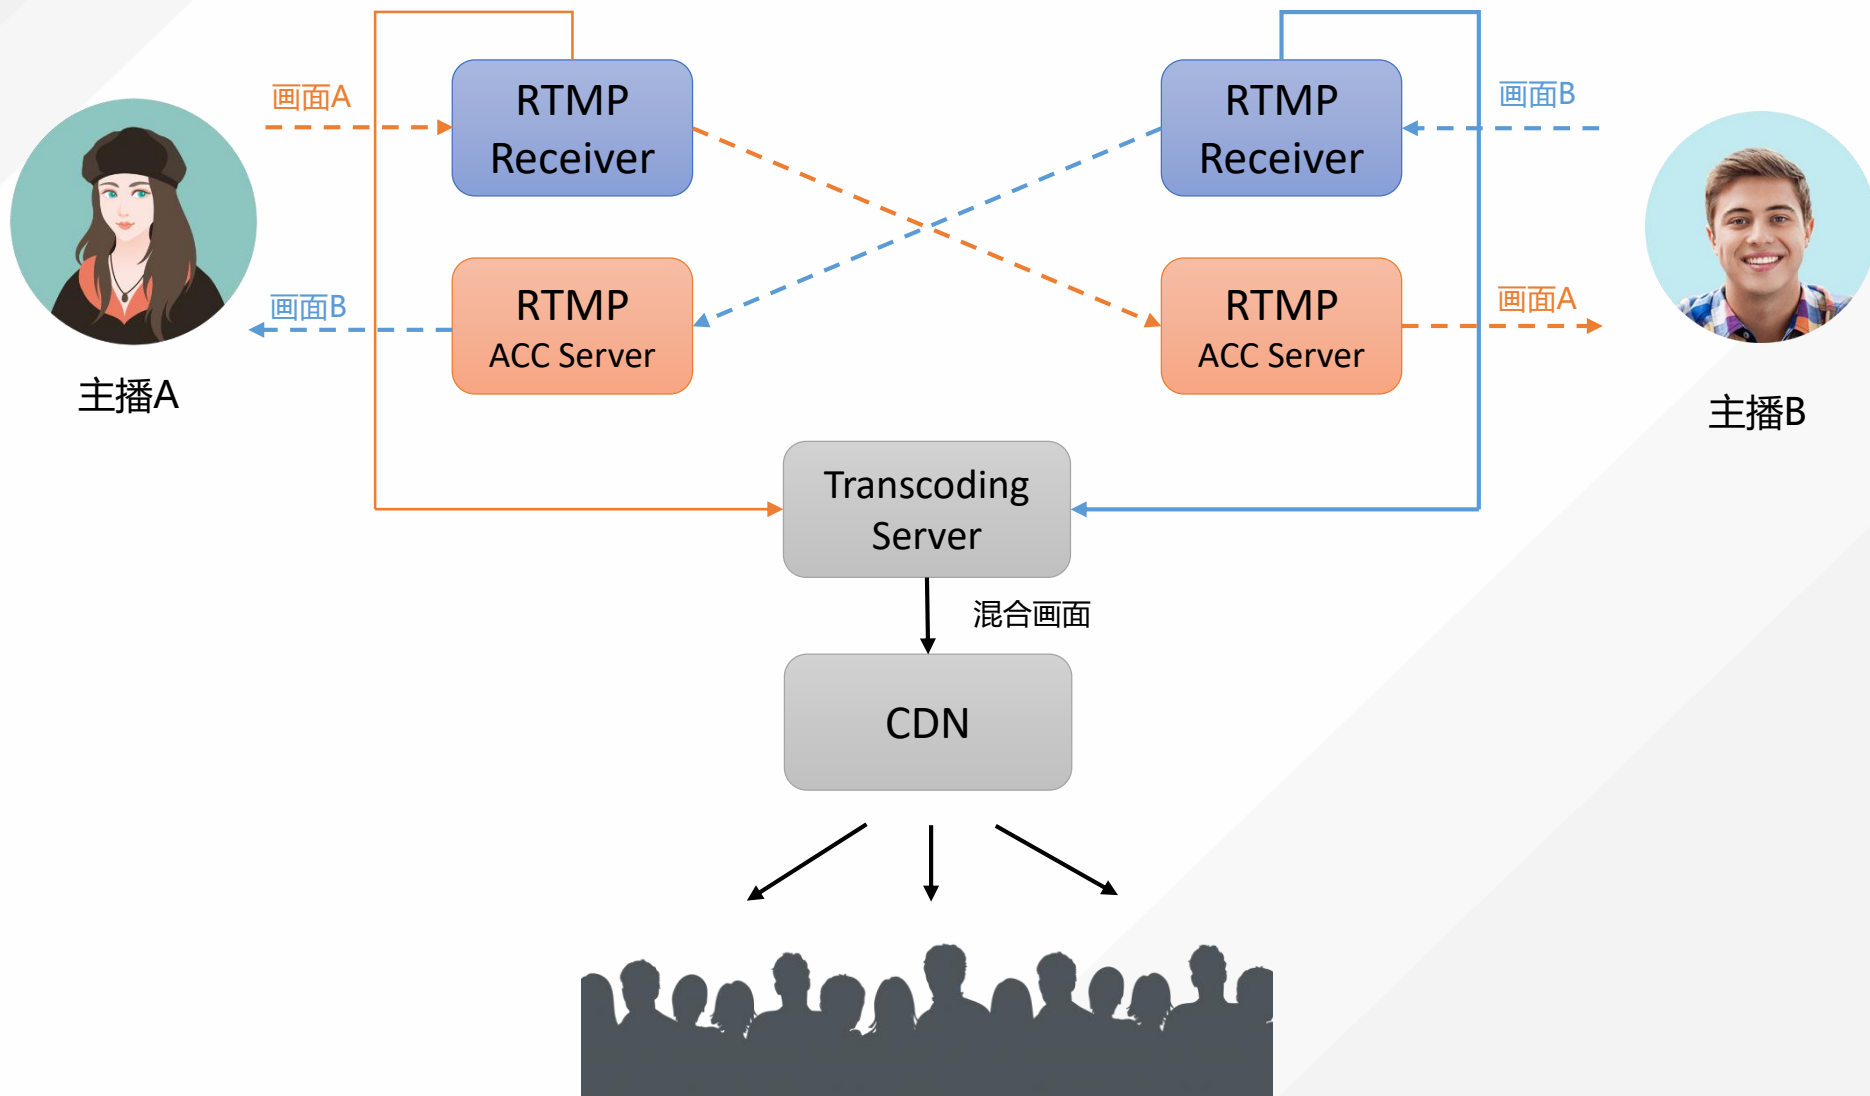 画面A
RTMP
Receiver
RTMP
Receiver
画面B
画面B
RTMP
ACC Server
RTMP
ACC Server
画面A
主播A
主播B
Transcoding
Server
混合画面
CDN